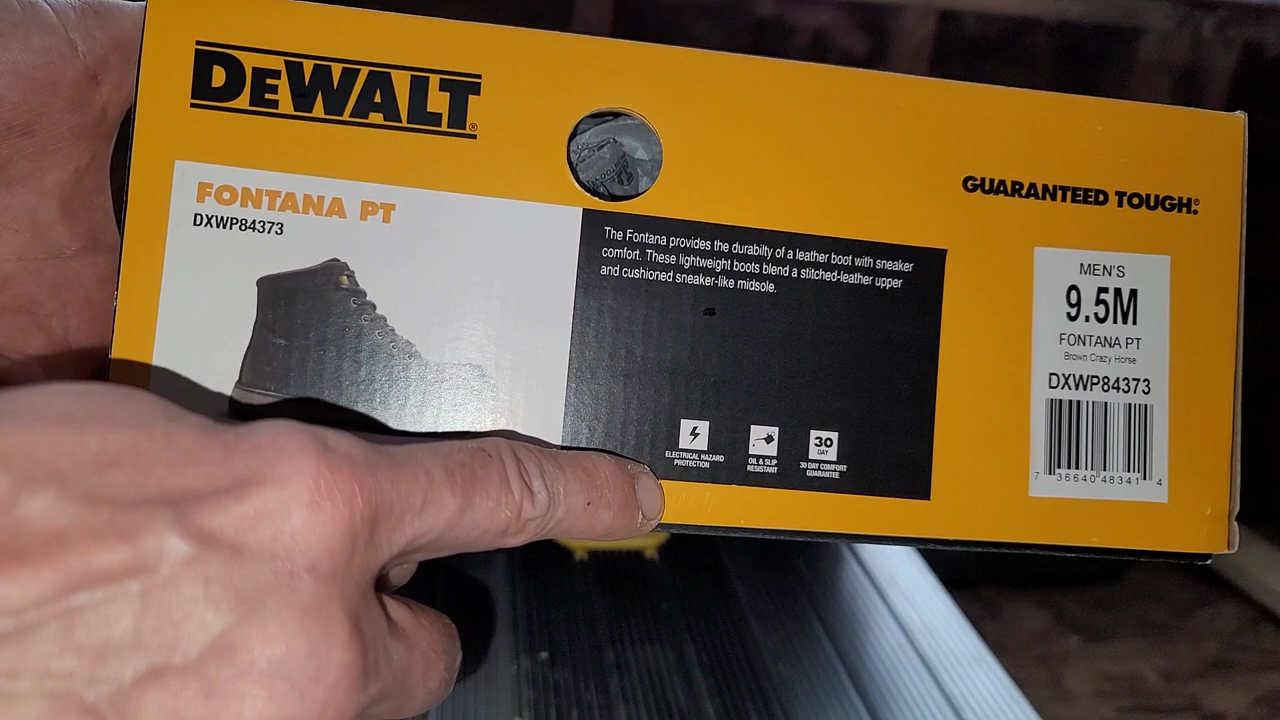 DEWALT®
GUARANTEED TOUGH.®
FONTANA PT
DXWP84373
The Fontana provides the durabilty of a leather boot with sneaker
comfort. These lightweight boots blend a stitched-leather upper
and cushioned sneaker-like midsole.
ELECTRICAL HAZARD
PROTECTION
OIL & SLIP
RESISTANT
30
DAY
30 DAY COMFORT
GUARANTEE
MEN'S
9.5M
FONTANA PT
Brown Crazy Horse
DXWP84373
7 36640 48341 4